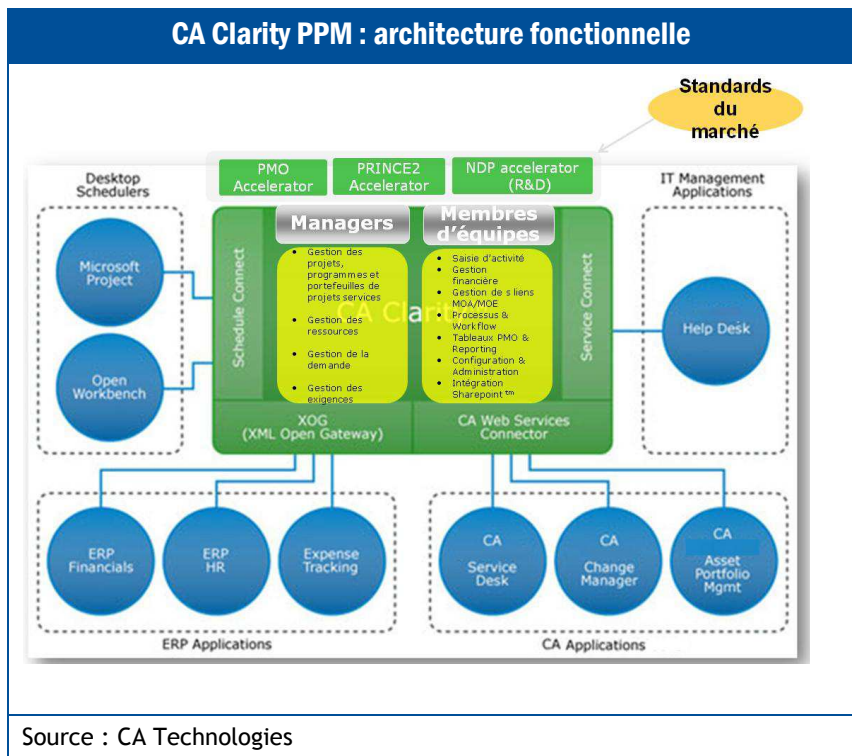 CA Clarity PPM : architecture fonctionnelle
Standards
du
marché
Desktop
Schedulers
PMO
Accelerator
PRINCE2
Accelerator
NDP accelerator
(R&D)
IT Management
Applications
Managers
Membres
d'équipes
Microsoft
Project
Open
Workbench
Schedule Connect
• Gestion des
projets,
programmes et
portefeuilles de
projets services
• Gestion des
ressources
• Gestion de la
demande
• Gestion des
exigences
CA Clarity
• Saisie d'activité
• Gestion
financière
• Gestion de s liens
MOA/MOE
• Processus &
Workflow
• Tableaux PMO &
Reporting
• Configuration &
Administration
• Intégration
Sharepoint ™
Service Connect
Help Desk
XOG
(XML Open Gateway)
CA Web Services
Connector
ERP
Financials
ERP
HR
Expense
Tracking
CA
Service
Desk
CA
Change
Manager
CA
Asset
Portfolio
Mgmt
ERP Applications
CA Applications
Source : CA Technologies